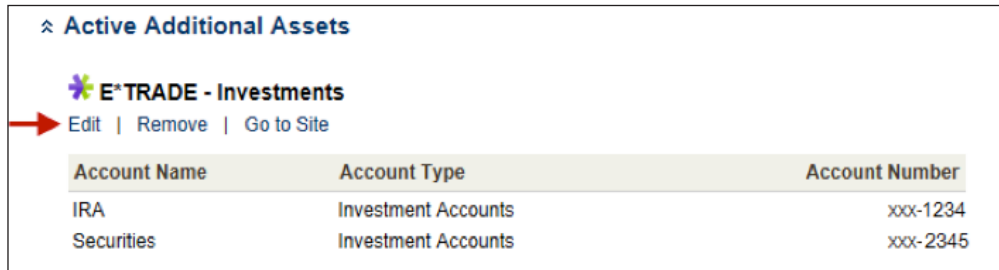 Active Additional Assets
E*TRADE - Investments
Edit | Remove | Go to Site
Account Name Account Type Account Number
IRA Investment Accounts xxx-1234
Securities Investment Accounts xxx-2345